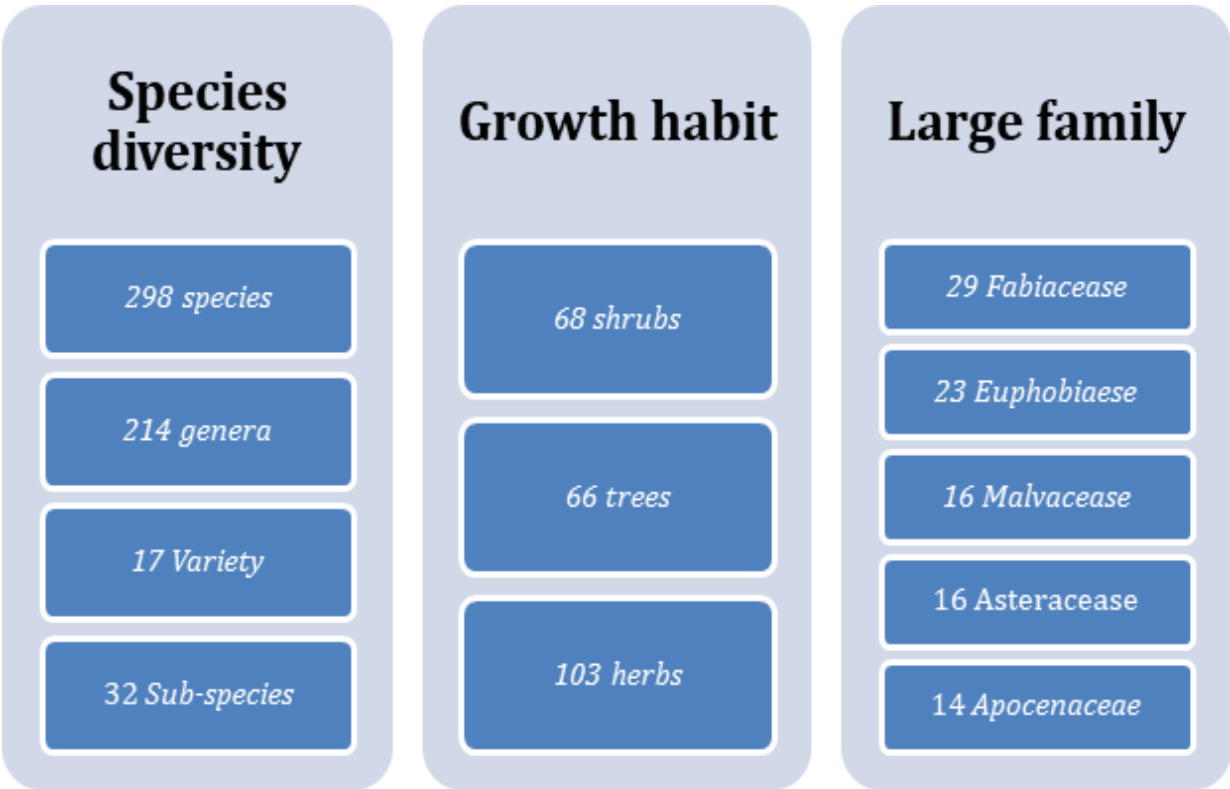 Species
diversity
298 species
214 genera
17 Variety
32 Sub-species
Growth habit
68 shrubs
66 trees
103 herbs
Large family
29 Fabiacease
23 Euphobiaese
16 Malvacease
16 Asteracease
14 Apocenaceae